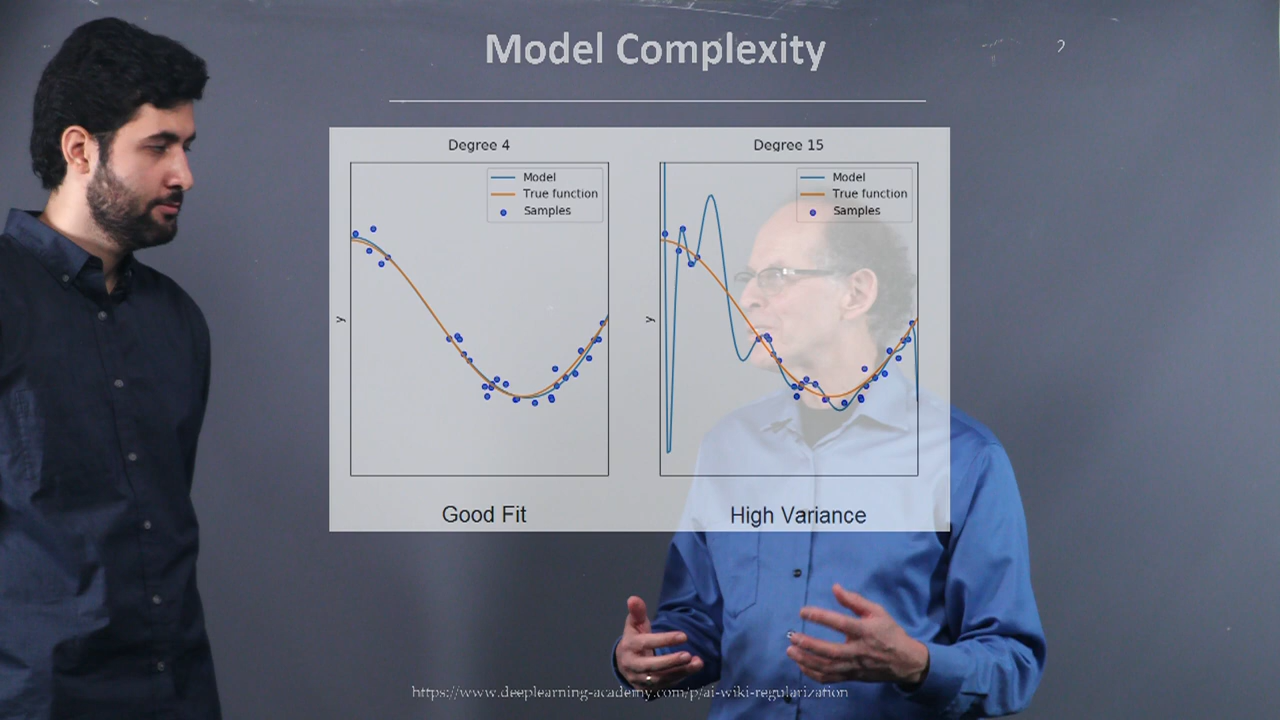 Model Complexity
Degree 4
Model
True function
Samples
y
Good Fit
Degree 15
Model
True function
Samples
y
High Variance
https://www.deeplearning-academy.com/p/ai-wiki-regularization